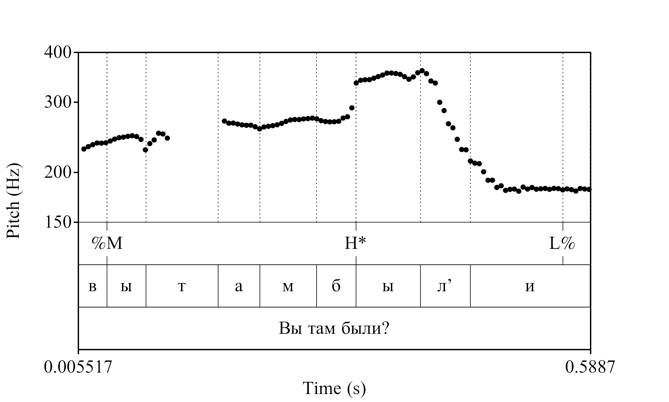 400
300
200
150
Pitch (Hz)
%M H* L%
в ы т а м б ы л’ и
Вы там были?
0.005517 0.5887
Time (s)